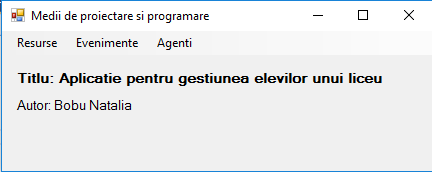 Medii de proiectare si programare
Resurse Evenimente Agenti
Titlu: Aplicatie pentru gestiunea elevilor unui liceu
Autor: Bobu Natalia